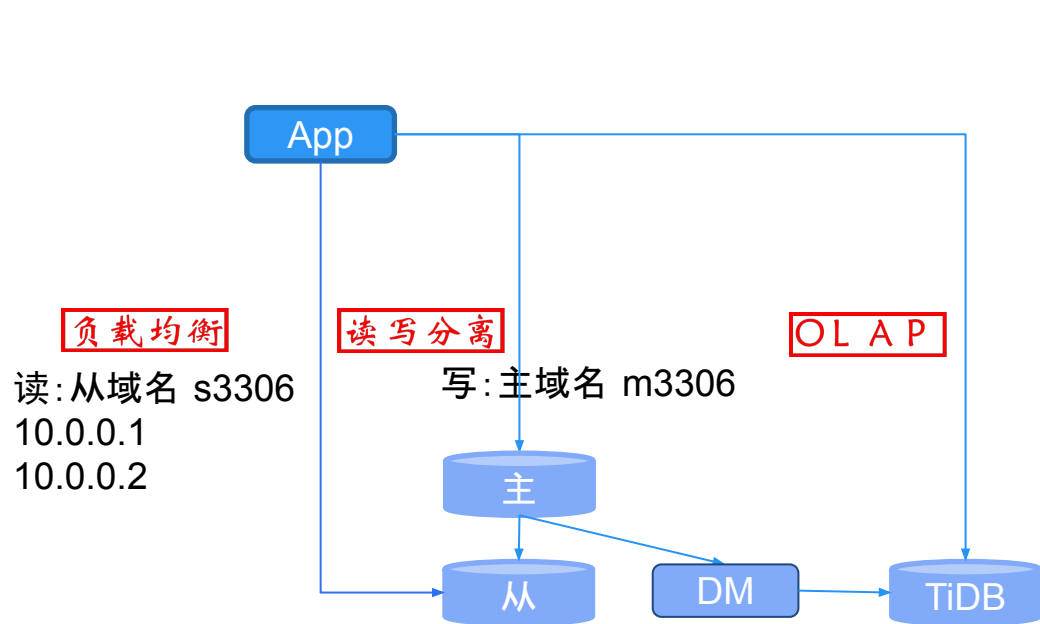 App
负载均衡
读写分离
OLAP
读:从域名 s3306
10.0.0.1
10.0.0.2
写:主域名 m3306
主
从
DM
TiDB